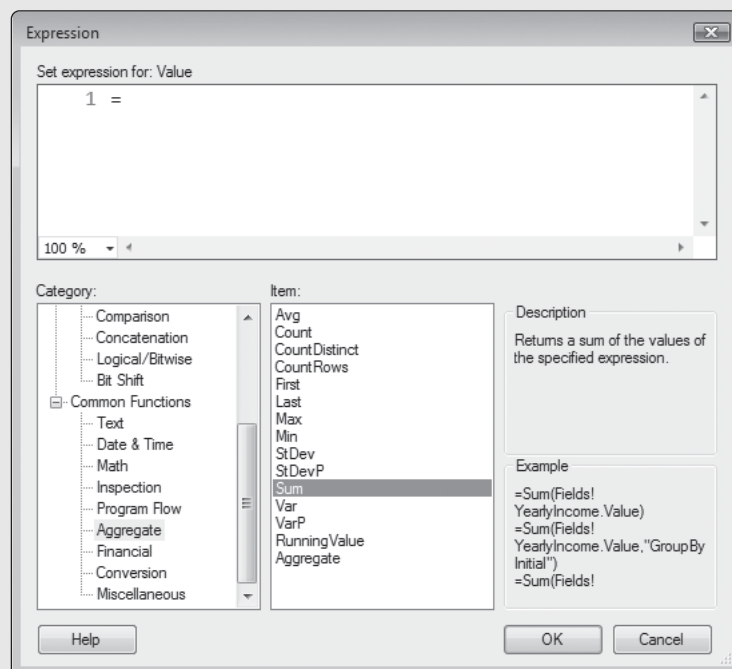 Expression
Set expression for: Value
1 =
100 %
Category:
Comparison
Concatenation
Logical/Bitwise
Bit Shift
Common Functions
Text
Date & Time
Math
Inspection
Program Flow
Aggregate
Financial
Conversion
Miscellaneous
Item:
Avg
Count
CountDistinct
CountRows
First
Last
Max
Min
StDev
StDevP
Sum
Var
VarP
RunningValue
Aggregate
Description
Returns a sum of the values of
the specified expression.
Example
=Sum(Fields!
YearlyIncome.Value)
=Sum(Fields!
YearlyIncome.Value,"GroupBy
Initial")
=Sum(Fields!
Help
OK
Cancel